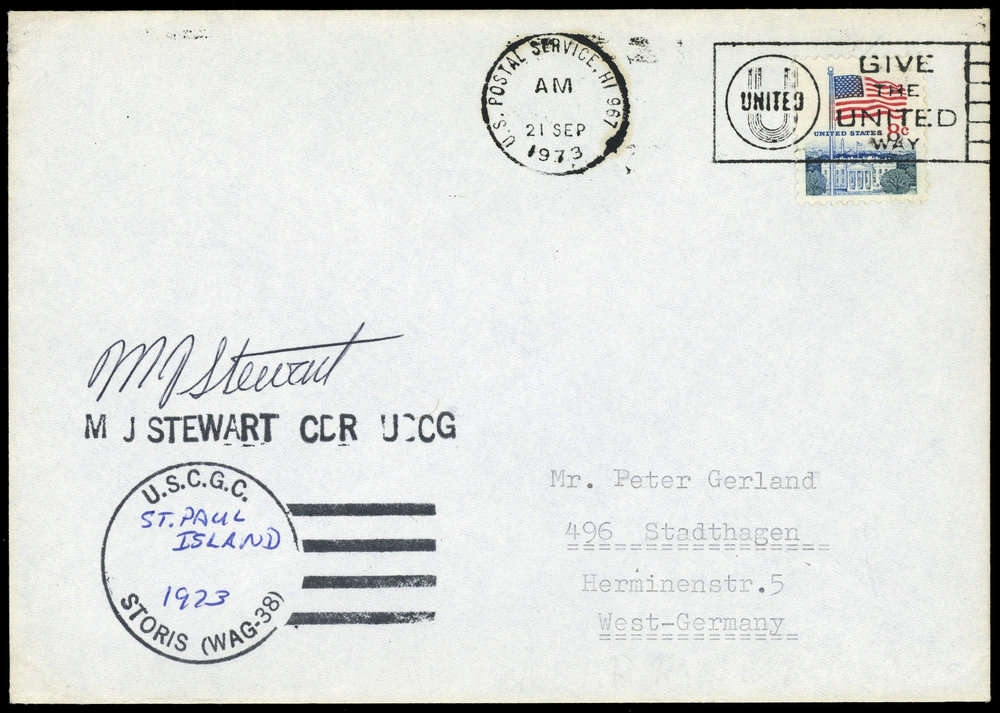 U.S. POSTAL SERVICE, HI 967
AM
21 SEP
1973
UNITED
GIVE
THE
UNITED
WAY
UNITED STATES 8c
M J Stewart
M J STEWART CDR USCG
U.S.C.G.C.
ST. PAUL
ISLAND
1923
STORIS (WAG-38)
Mr. Peter Gerland
496 Stadthagen
Herminenstr.5
West-Germany